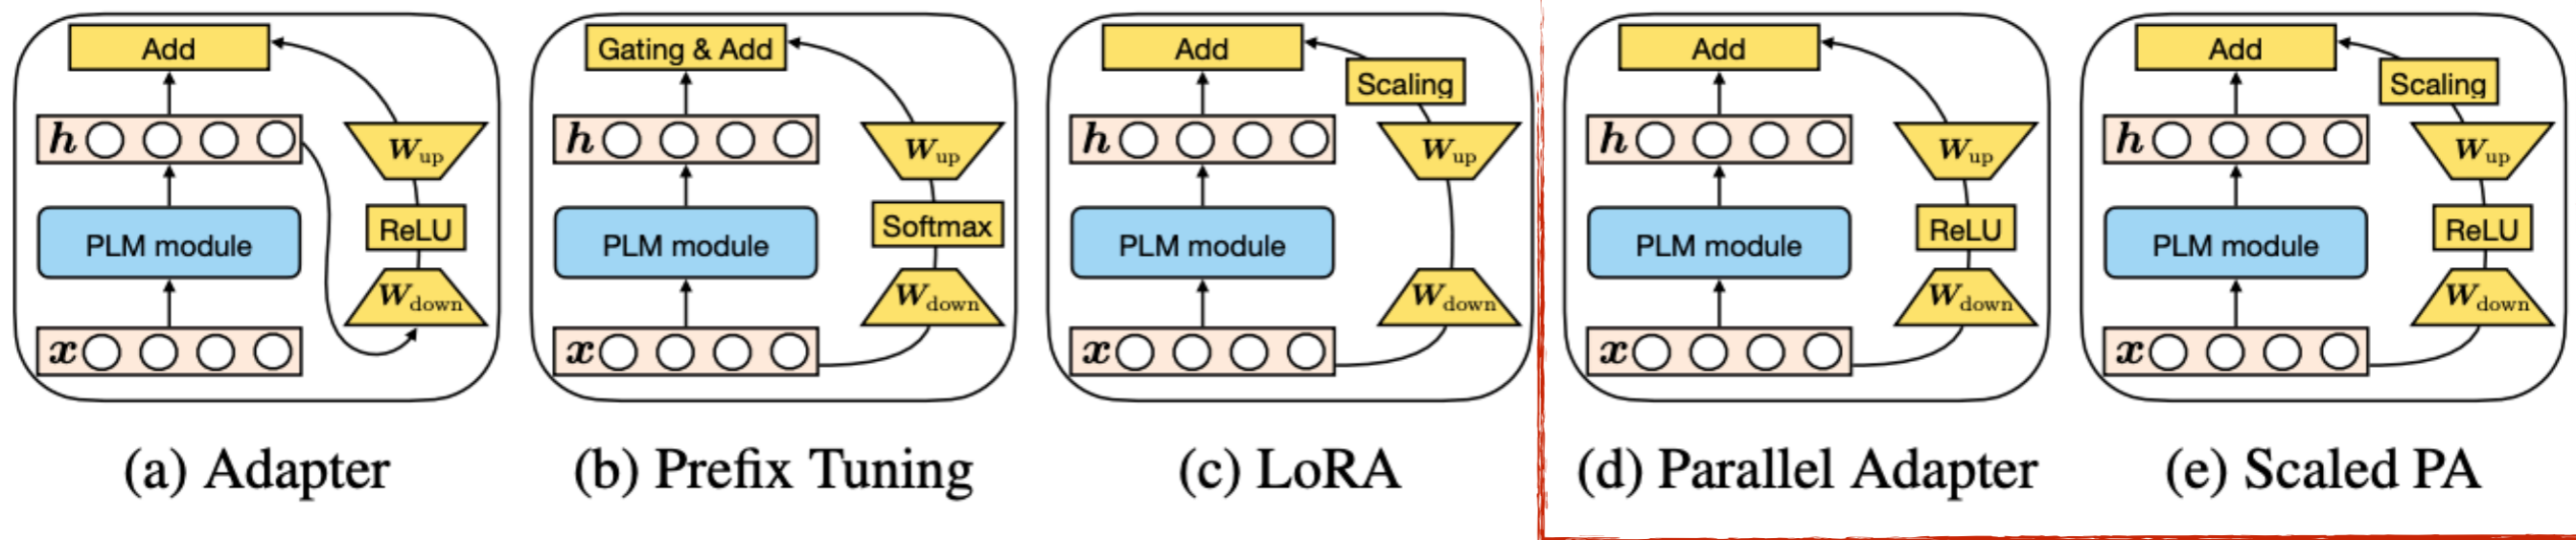 Add
h
W_up
ReLU
PLM module
W_down
x
(a) Adapter
Gating & Add
h
W_up
Softmax
PLM module
W_down
x
(b) Prefix Tuning
Add
Scaling
h
W_up
PLM module
W_down
x
(c) LoRA
Add
h
W_up
ReLU
PLM module
W_down
x
(d) Parallel Adapter
Add
Scaling
h
W_up
ReLU
PLM module
W_down
x
(e) Scaled PA